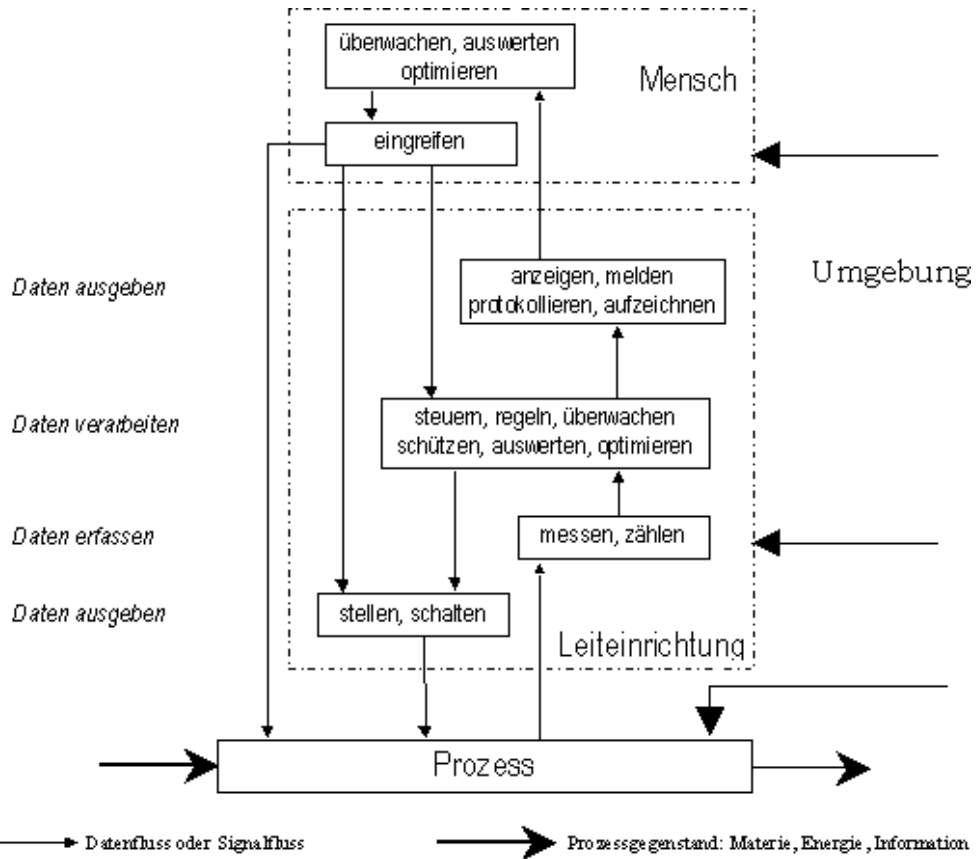 überwachen, auswerten
optimieren
Mensch
eingreifen
Umgebung
Daten ausgeben
anzeigen, melden
protokollieren, aufzeichnen
Daten verarbeiten
steuern, regeln, überwachen
schützen, auswerten, optimieren
Daten erfassen
messen, zählen
Daten ausgeben
stellen, schalten
Leiteinrichtung
Prozess
Datenfluss oder Signalfluss
Prozessgegenstand: Materie, Energie, Information